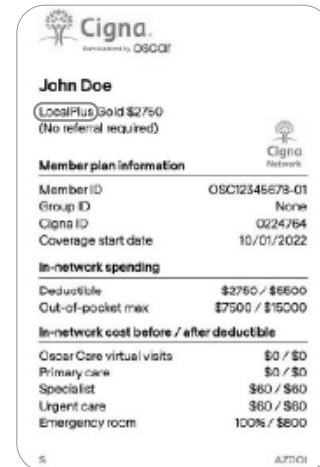 Cigna.
Administered by oscar
John Doe
LocalPlus Gold $2750
(No referral required)
Cigna
Network
Member plan information
Member ID OSC12345678-01
Group ID None
Cigna ID 0224764
Coverage start date 10/01/2022
In-network spending
Deductible $2750 / $5500
Out-of-pocket max $7500 / $15000
In-network cost before / after deductible
Oscar Care virtual visits $0 / $0
Primary care $0 / $0
Specialist $60 / $60
Urgent care $60 / $60
Emergency room 100% / $800
S